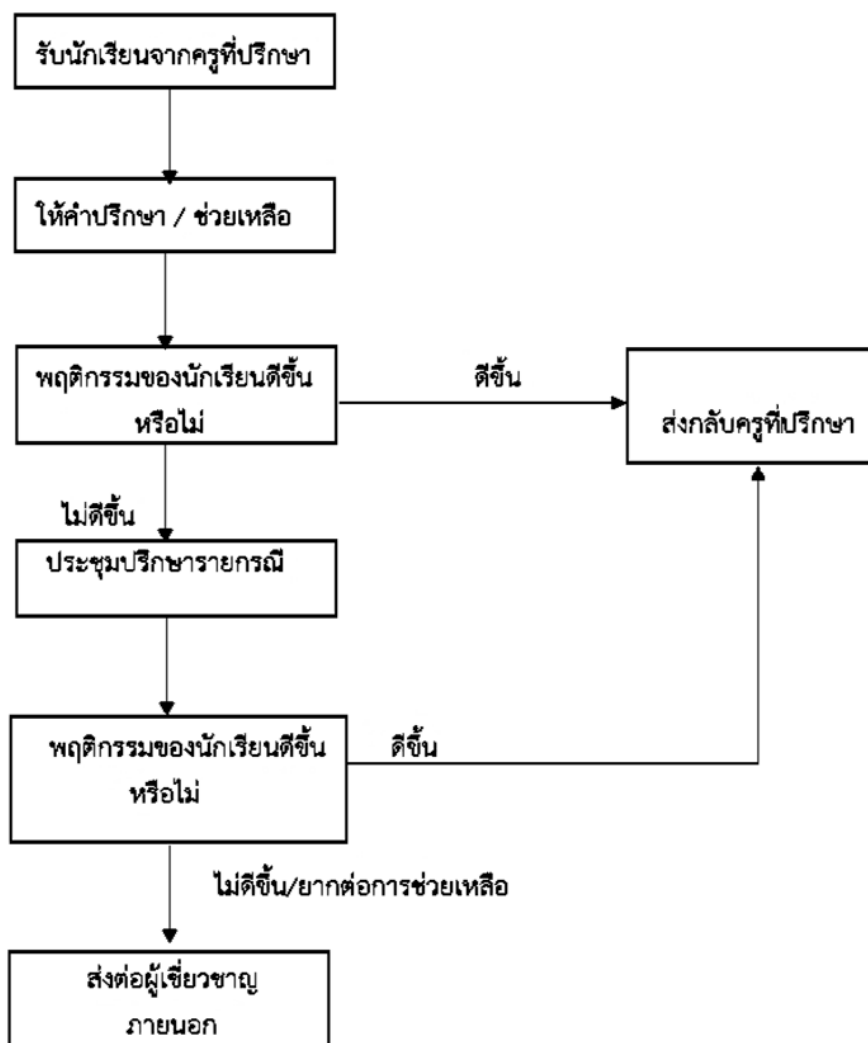 รับนักเรียนจากครูที่ปรึกษา
ให้คำปรึกษา / ช่วยเหลือ
พฤติกรรมของนักเรียนดีขึ้น
หรือไม่
ดีขึ้น
ส่งกลับครูที่ปรึกษา
ไม่ดีขึ้น
ประชุมปรึกษารายกรณี
พฤติกรรมของนักเรียนดีขึ้น
หรือไม่
ดีขึ้น
ไม่ดีขึ้น/ยากต่อการช่วยเหลือ
ส่งต่อผู้เชี่ยวชาญ
ภายนอก